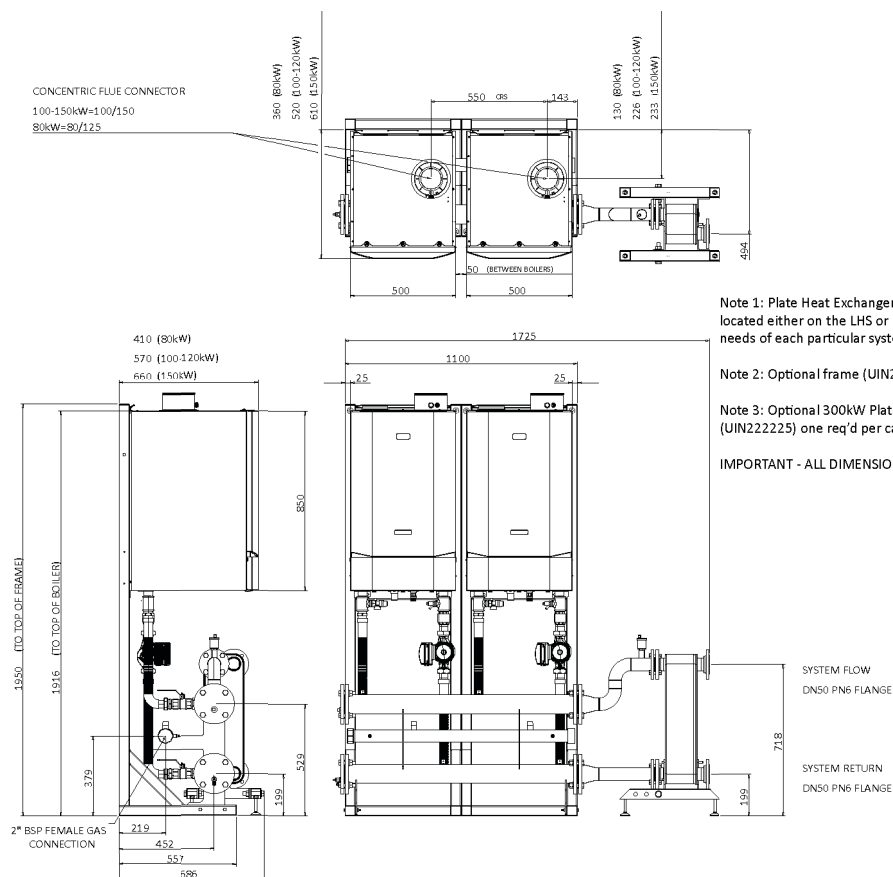 CONCENTRIC FLUE CONNECTOR
100-150kW=100/150
80kW=80/125
360 (80kW)
520 (100-120kW)
610 (150kW)
550 CRS
143
130 (80kW)
226 (100-120kW)
233 (150kW)
494
50 (BETWEEN BOILERS)
500
500
Note 1: Plate Heat Exchanger
located either on the LHS or
needs of each particular syst
Note 2: Optional frame (UIN2
Note 3: Optional 300kW Plat
(UIN222225) one req'd per ca
IMPORTANT - ALL DIMENSIO
410 (80kW)
570 (100-120kW)
660 (150kW)
1725
1100
25
25
850
1950 (TO TOP OF FRAME)
1916 (TO TOP OF BOILER)
379
529
199
219
452
557
686
2" BSP FEMALE GAS
CONNECTION
718
199
SYSTEM FLOW
DN50 PN6 FLANGE
SYSTEM RETURN
DN50 PN6 FLANGE